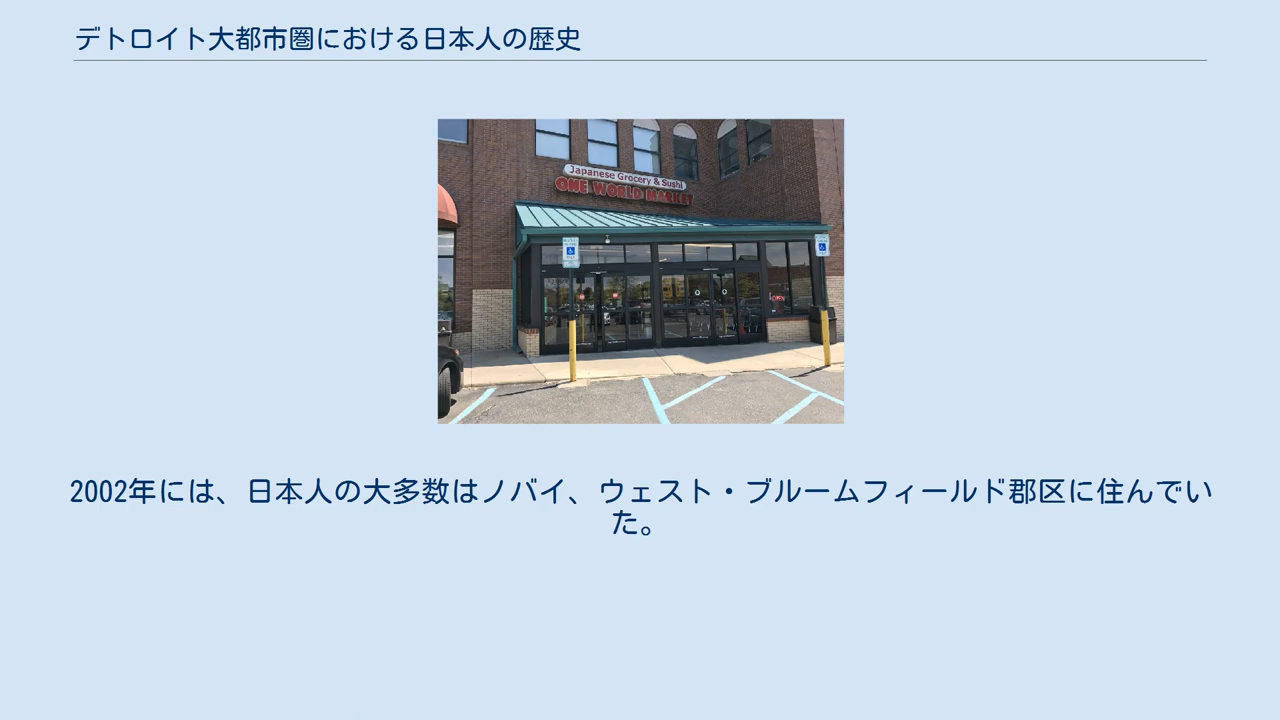 デトロイト大都市圏における日本人の歴史
Japanese Grocery & Sushi
ONE WORLD MARKET
OPEN
2002年には、日本人の大多数はノバイ、ウェスト・ブルームフィールド郡区に住んでい
た。